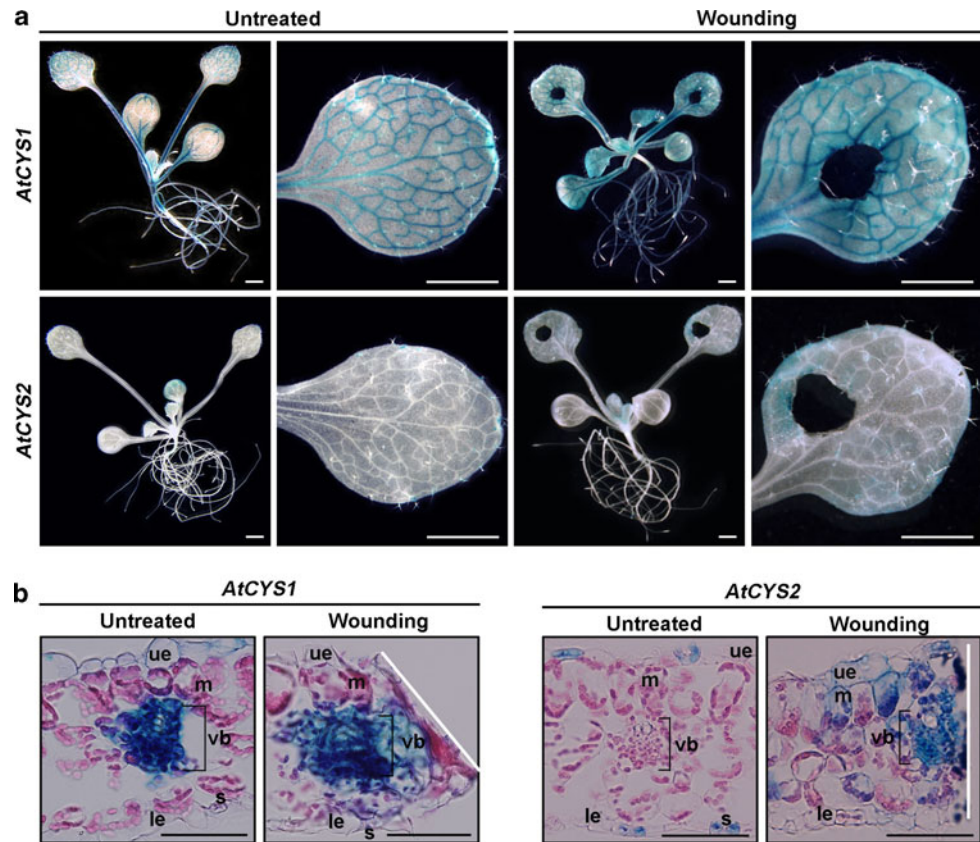 a
Untreated Wounding
AtCYS1
AtCYS2
b
AtCYS1 AtCYS2
Untreated Wounding Untreated Wounding
ue m vb le s
ue m vb le s
ue m vb le s
ue m vb le